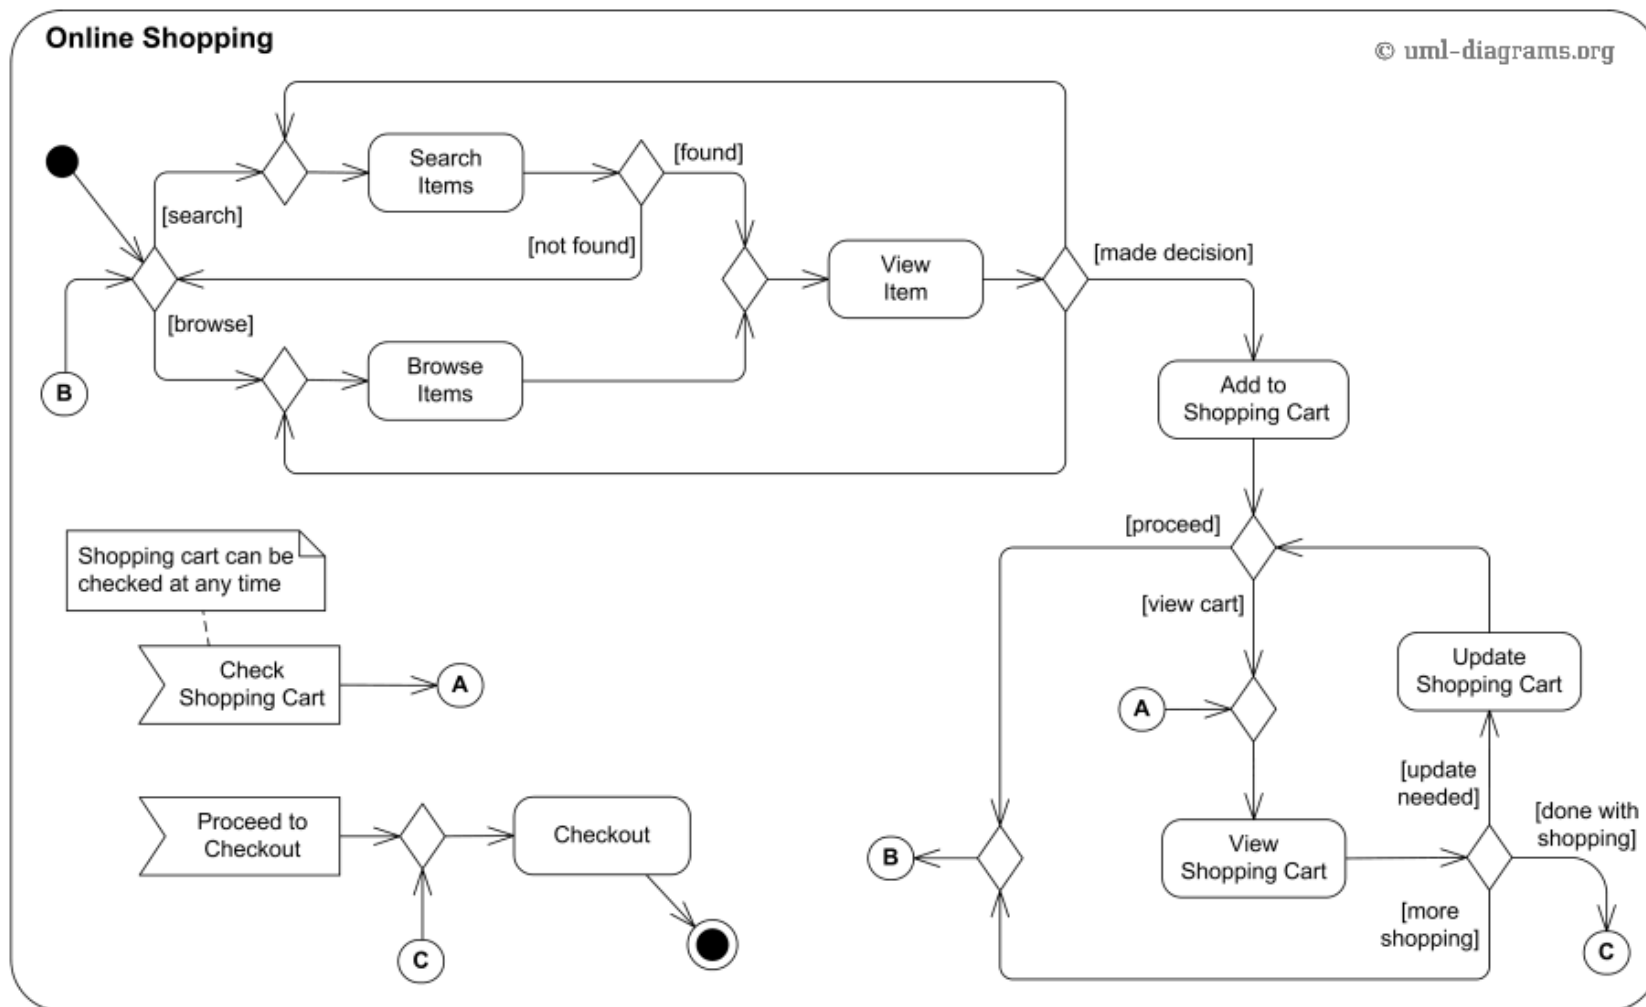 Online Shopping
© uml-diagrams.org
[search]
Search
Items
[found]
[not found]
[browse]
Browse
Items
View
Item
[made decision]
B
Add to
Shopping Cart
[proceed]
[view cart]
Shopping cart can be
checked at any time
Check
Shopping Cart
A
A
Update
Shopping Cart
[update
needed]
[done with
shopping]
Proceed to
Checkout
Checkout
B
View
Shopping Cart
[more
shopping]
C
C